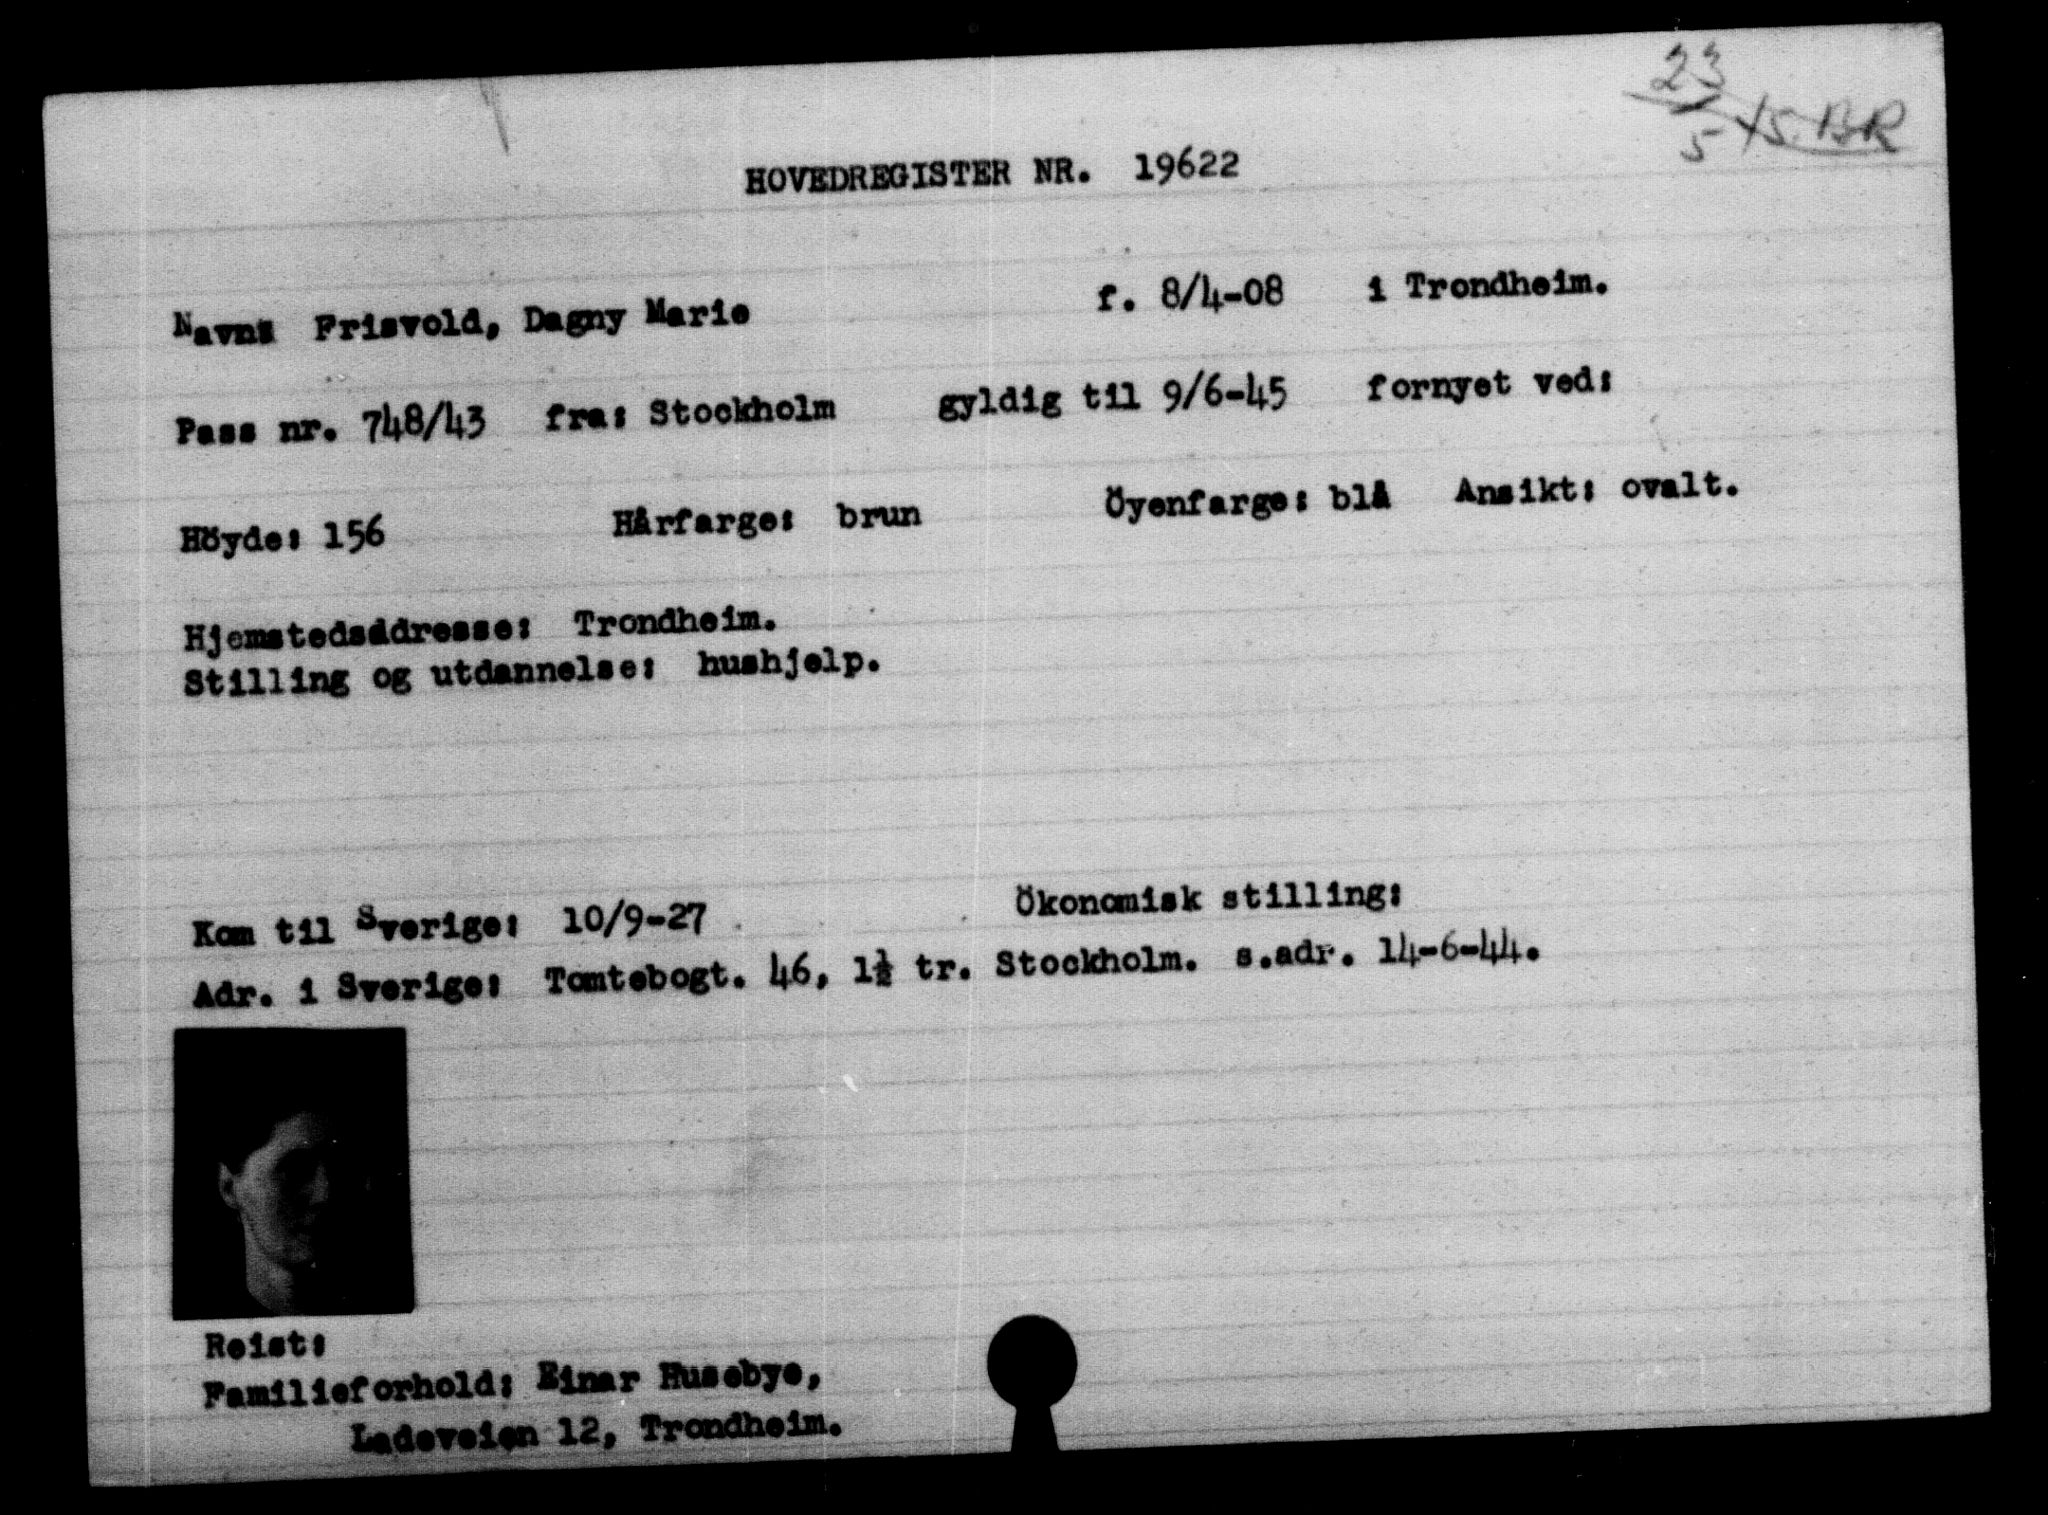 23/5 45. BR
HOVEDREGISTER NR. 19622
Navn: Frisvold, Dagny Marie f. 8/4-08 i Trondheim.
Pass nr. 748/43 fra: Stockholm gyldig til 9/6-45 fornyet ved:
Höyde: 156 Hårfarge: brun Öyenfarge: blå Ansikt: ovalt.
Hjemstedsadresse: Trondheim.
Stilling og utdannelse: hushjelp.
Kom til Sverige: 10/9-27 Ökonomisk stilling:
Adr. i Sverige: Tomtebogt. 46, 1½ tr. Stockholm. s.adr. 14-6-44.
Reist:
Familieforhold: Einar Husebye,
Ladeveien 12, Trondheim.